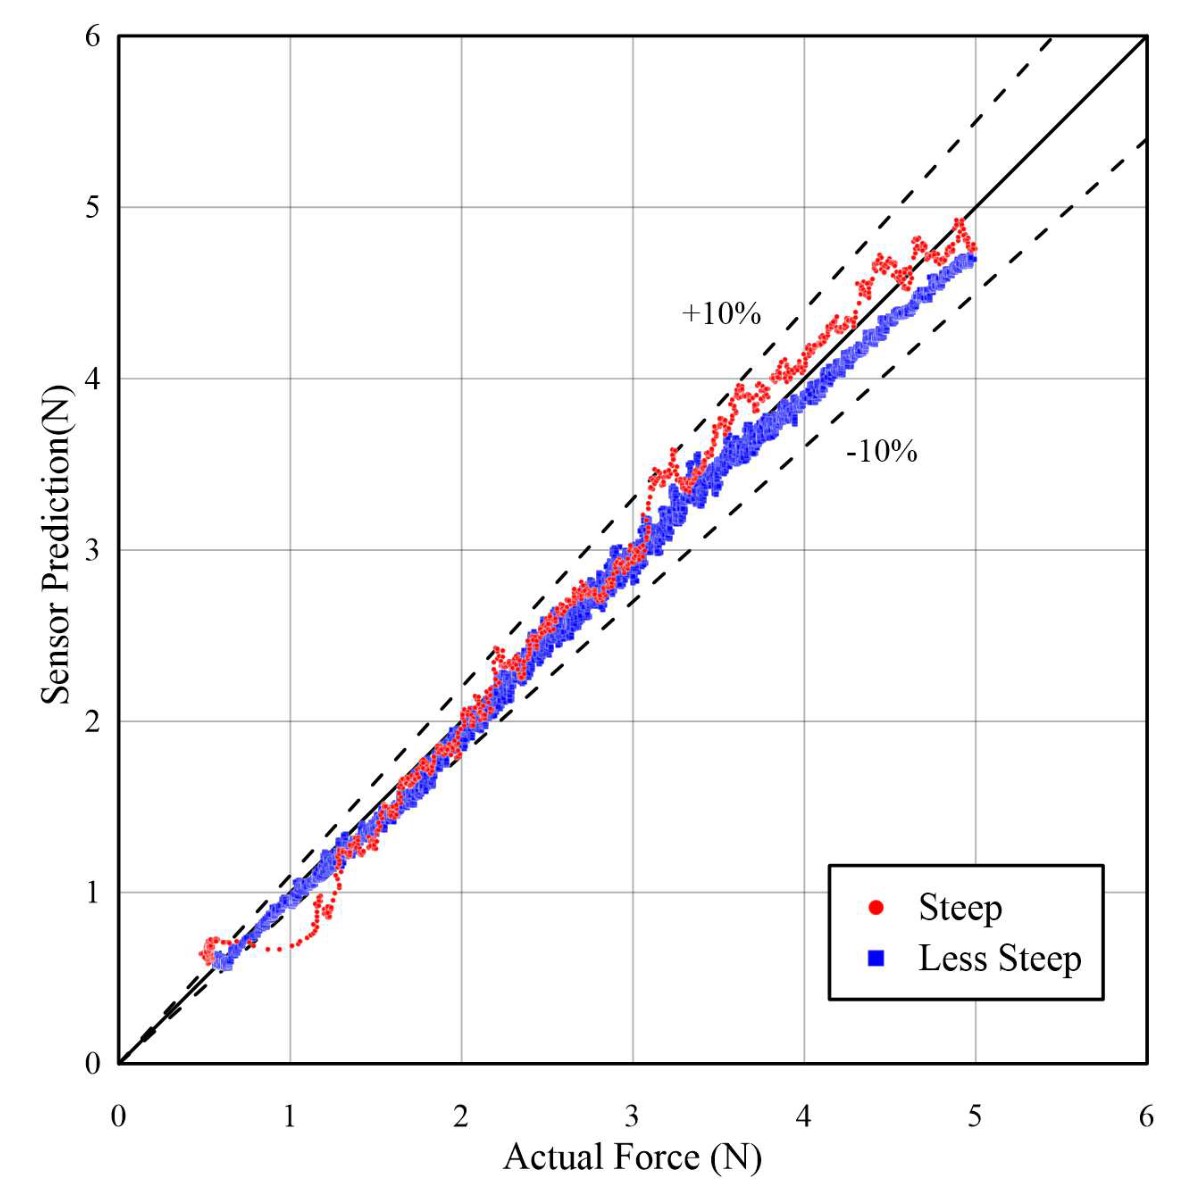 6
5
4
3
2
1
0
Sensor Prediction(N)
+10%
-10%
Steep
Less Steep
0 1 2 3 4 5 6
Actual Force (N)